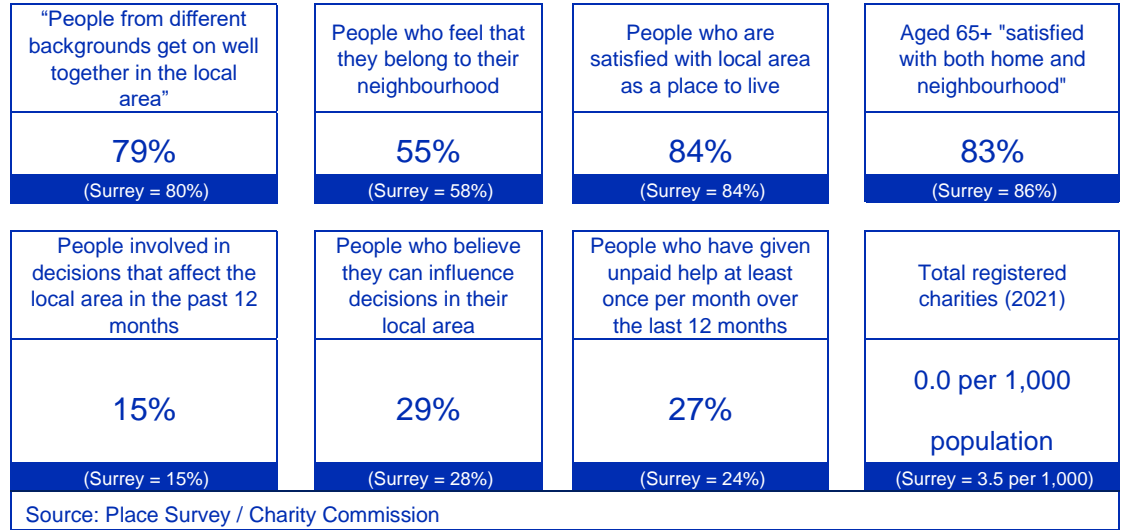 “People from different
backgrounds get on well
together in the local
area”
79%
(Surrey = 80%)
People who feel that
they belong to their
neighbourhood
55%
(Surrey = 58%)
People who are
satisfied with local area
as a place to live
84%
(Surrey = 84%)
Aged 65+ "satisfied
with both home and
neighbourhood"
83%
(Surrey = 86%)
People involved in
decisions that affect the
local area in the past 12
months
15%
(Surrey = 15%)
People who believe
they can influence
decisions in their
local area
29%
(Surrey = 28%)
People who have given
unpaid help at least
once per month over
the last 12 months
27%
(Surrey = 24%)
Total registered
charities (2021)
0.0 per 1,000
population
(Surrey = 3.5 per 1,000)
Source: Place Survey / Charity Commission